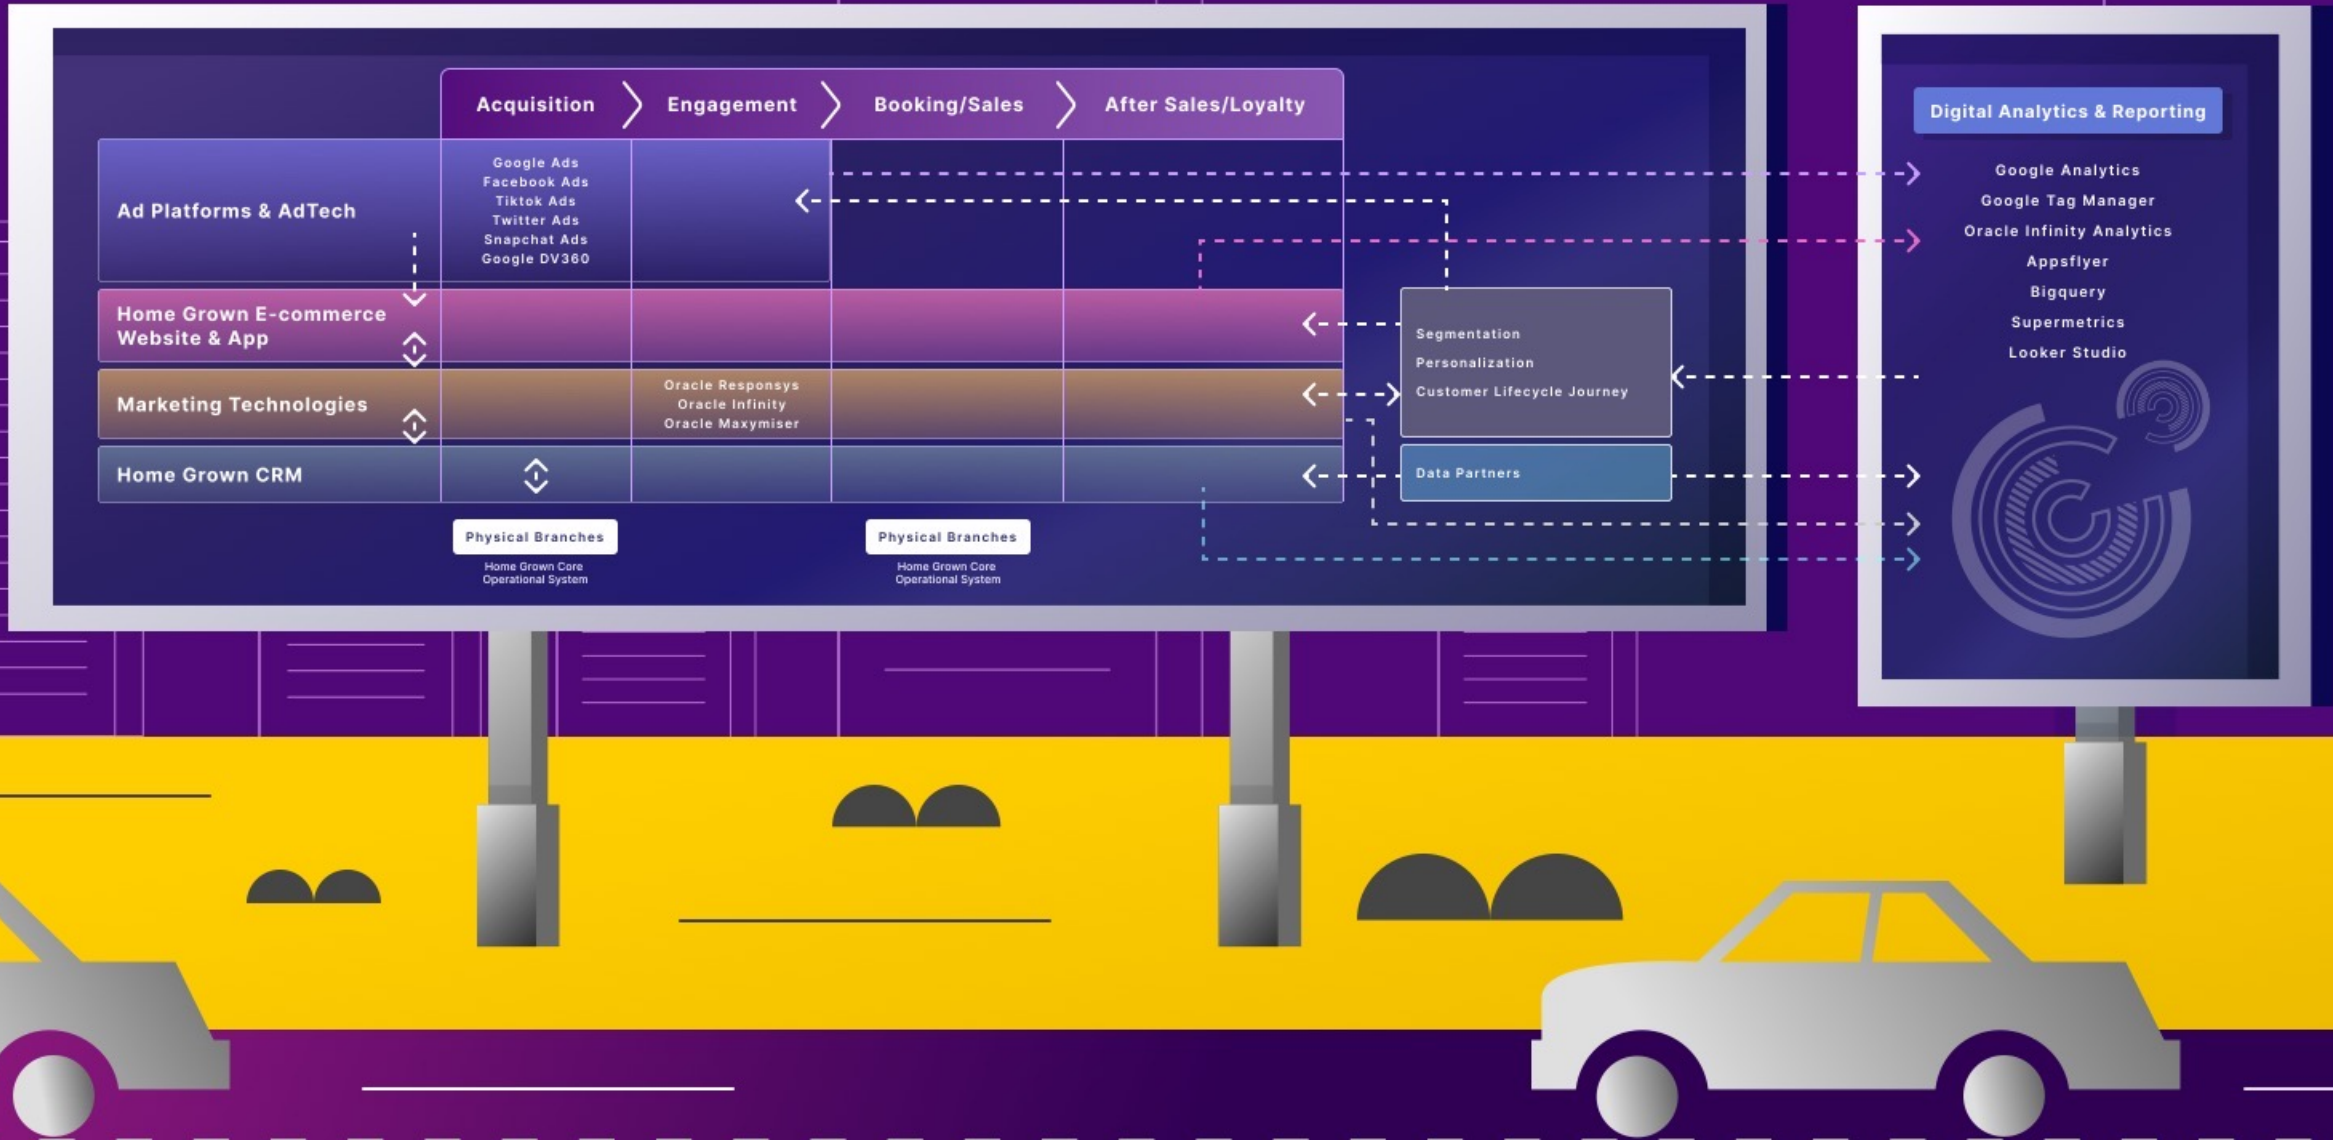 Acquisition
Engagement
Booking/Sales
After Sales/Loyalty
Ad Platforms & AdTech
Google Ads
Facebook Ads
Tiktok Ads
Twitter Ads
Snapchat Ads
Google DV360
Home Grown E-commerce
Website & App
Marketing Technologies
Oracle Responsys
Oracle Infinity
Oracle Maxymiser
Home Grown CRM
Physical Branches
Home Grown Core
Operational System
Physical Branches
Home Grown Core
Operational System
Segmentation
Personalization
Customer Lifecycle Journey
Data Partners
Digital Analytics & Reporting
Google Analytics
Google Tag Manager
Oracle Infinity Analytics
Appsflyer
Bigquery
Supermetrics
Looker Studio